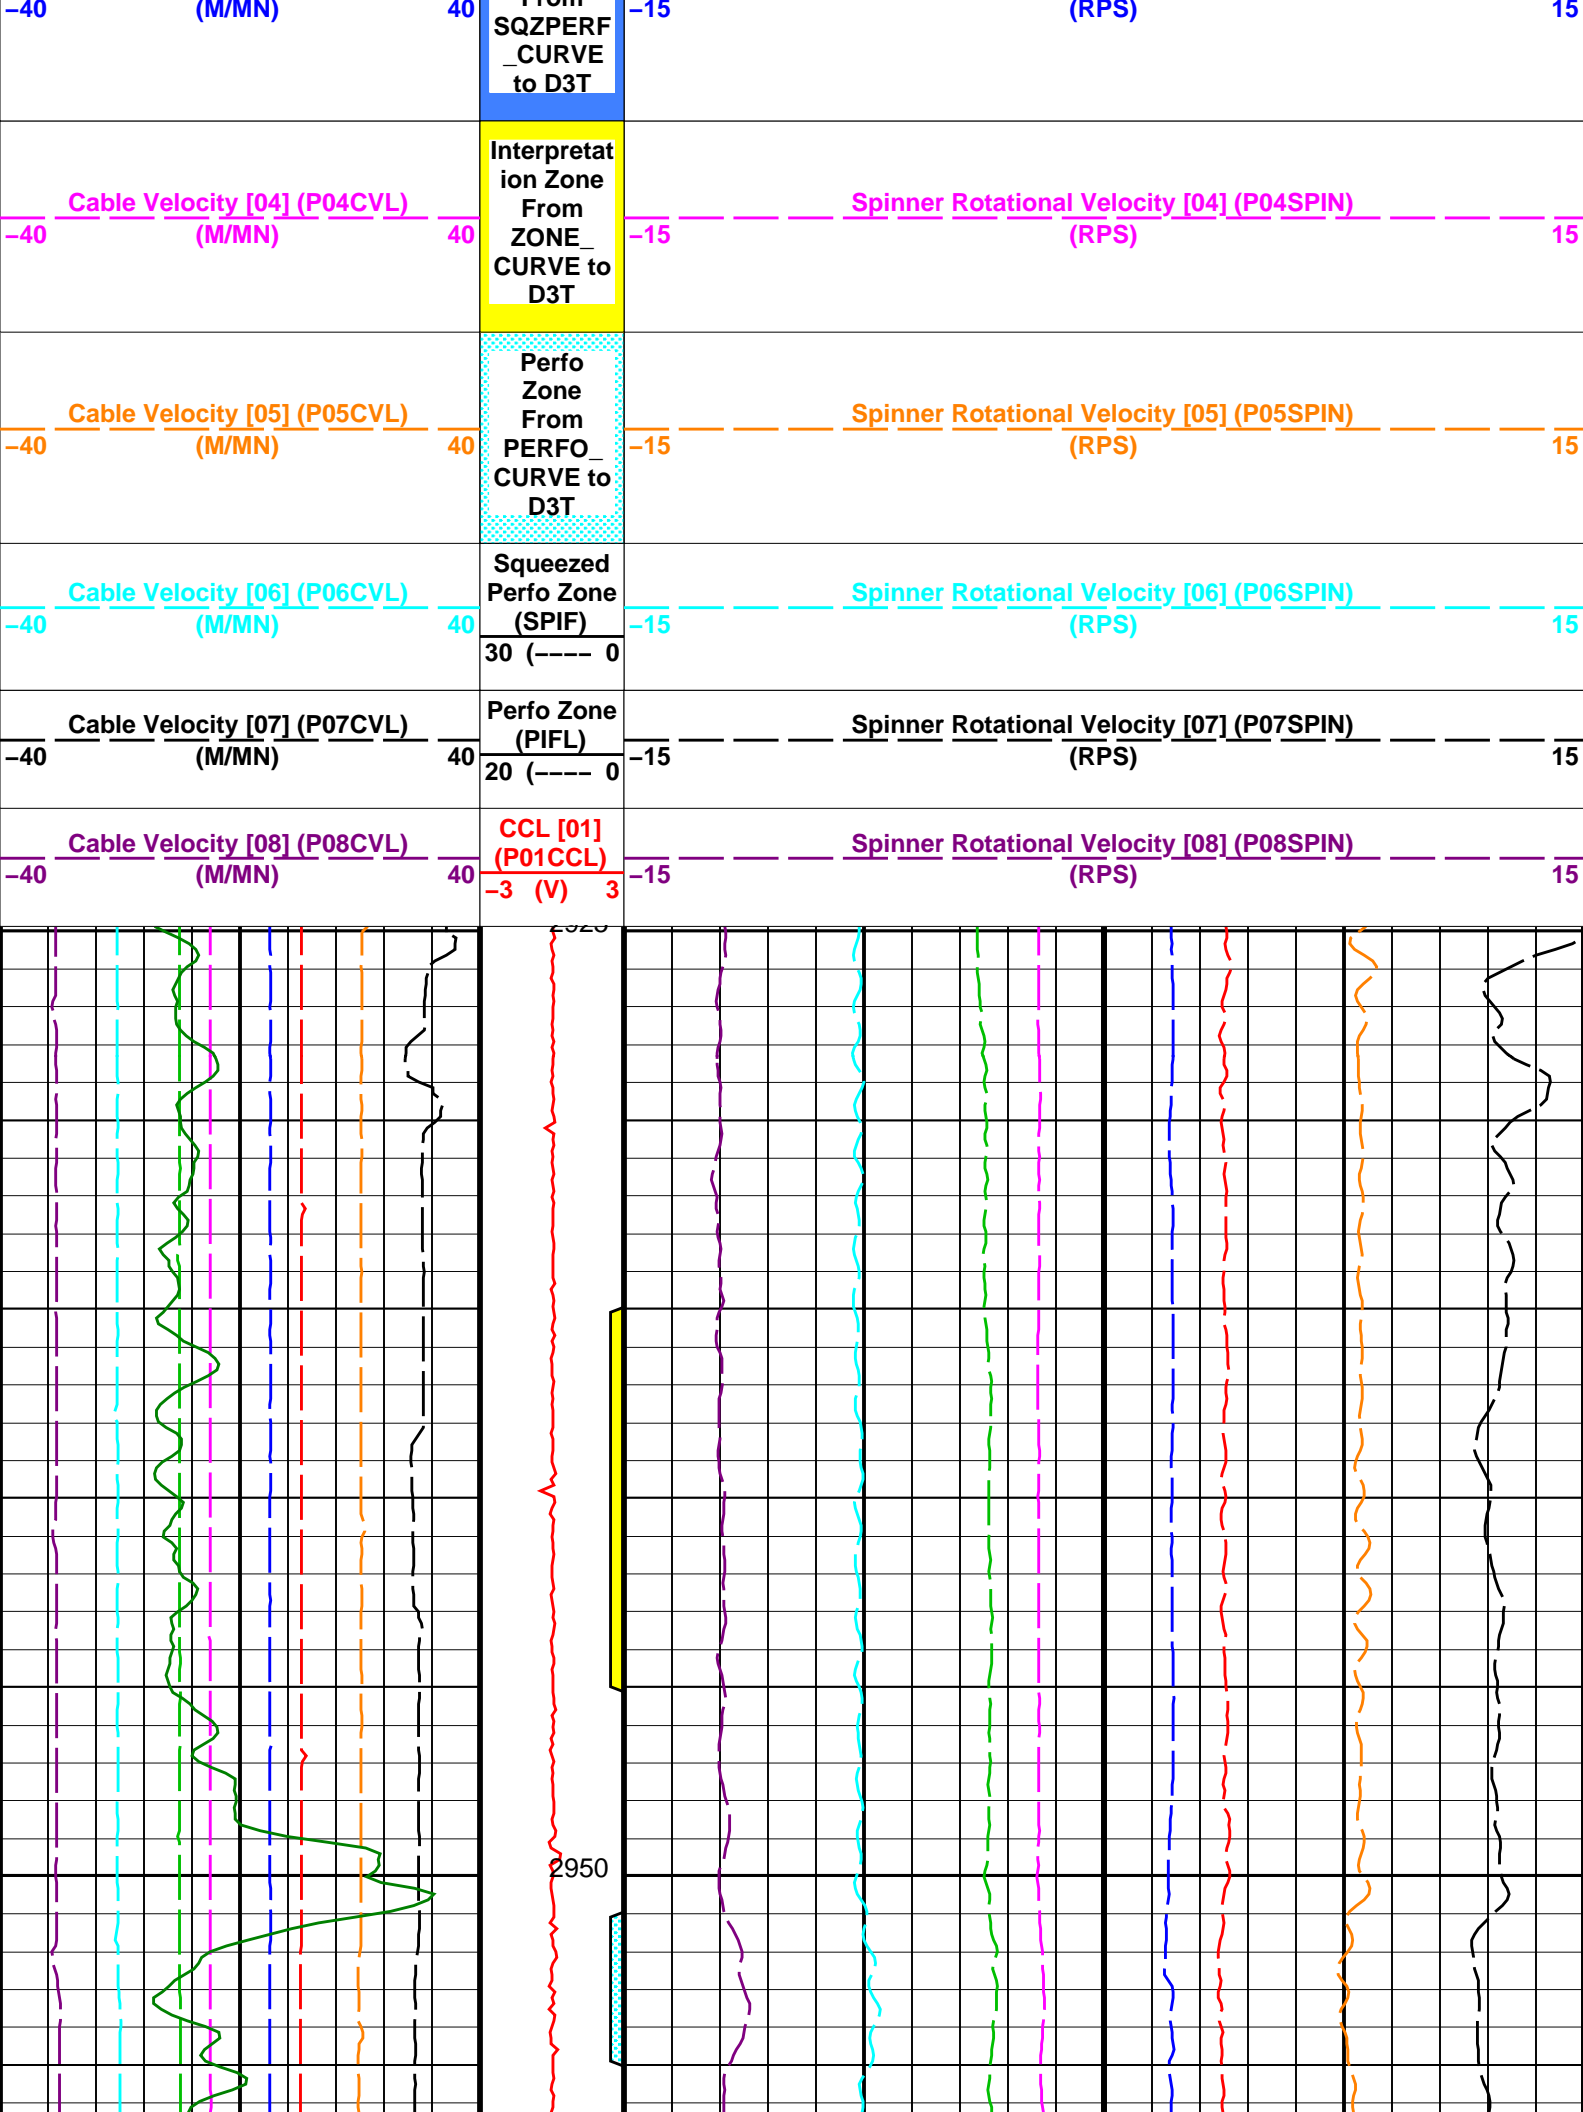 −40 (M/MN) 40 From −15 (RPS) 15
SQZPERF
_CURVE
to D3T
Interpretat
ion Zone
Cable Velocity [04] (P04CVL) From Spinner Rotational Velocity [04] (P04SPIN)
−40 (M/MN) 40 ZONE_ −15 (RPS) 15
CURVE to
D3T
Perfo
Zone
Cable Velocity [05] (P05CVL) From Spinner Rotational Velocity [05] (P05SPIN)
−40 (M/MN) 40 PERFO_ −15 (RPS) 15
CURVE to
D3T
Squeezed
Cable Velocity [06] (P06CVL) Perfo Zone Spinner Rotational Velocity [06] (P06SPIN)
−40 (M/MN) 40 (SPIF) −15 (RPS) 15
30 (−−−− 0
Cable Velocity [07] (P07CVL) Perfo Zone Spinner Rotational Velocity [07] (P07SPIN)
(PIFL)
−40 (M/MN) 40 20 (−−−− 0 −15 (RPS) 15
CCL [01]
Cable Velocity [08] (P08CVL) (P01CCL) Spinner Rotational Velocity [08] (P08SPIN)
−40 (M/MN) 40 −3 (V) 3 −15 (RPS) 15
2950